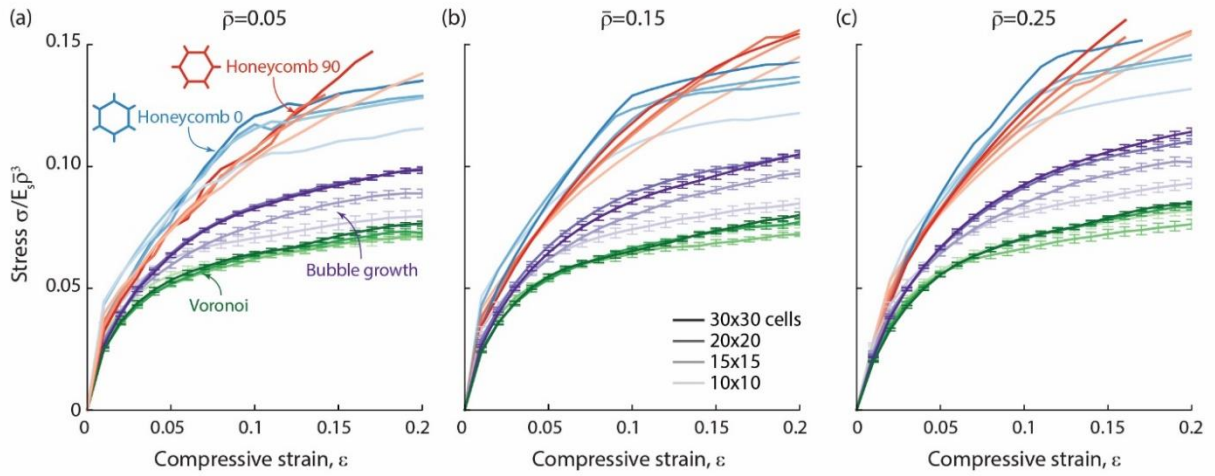 (a)
ρ̄=0.05
(b)
ρ̄=0.15
(c)
ρ̄=0.25
Stress σ/Eₛρ̄³
0.15
0.10
0.05
0
Honeycomb 90
Honeycomb 0
Bubble growth
Voronoi
30x30 cells
20x20
15x15
10x10
0 0.05 0.1 0.15 0.2
0 0.05 0.1 0.15 0.2
0 0.05 0.1 0.15 0.2
Compressive strain, ε
Compressive strain, ε
Compressive strain, ε